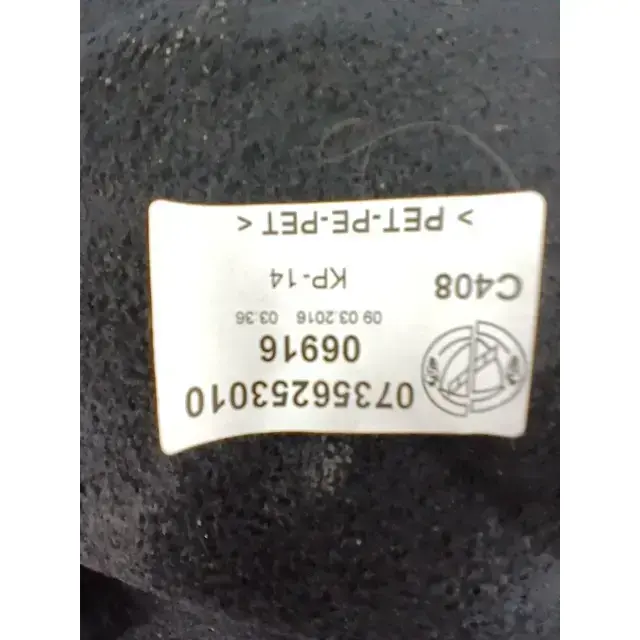 07356253010
06916
09.03.2016 03.36
C408 KP-14
> PET-PE-PET <